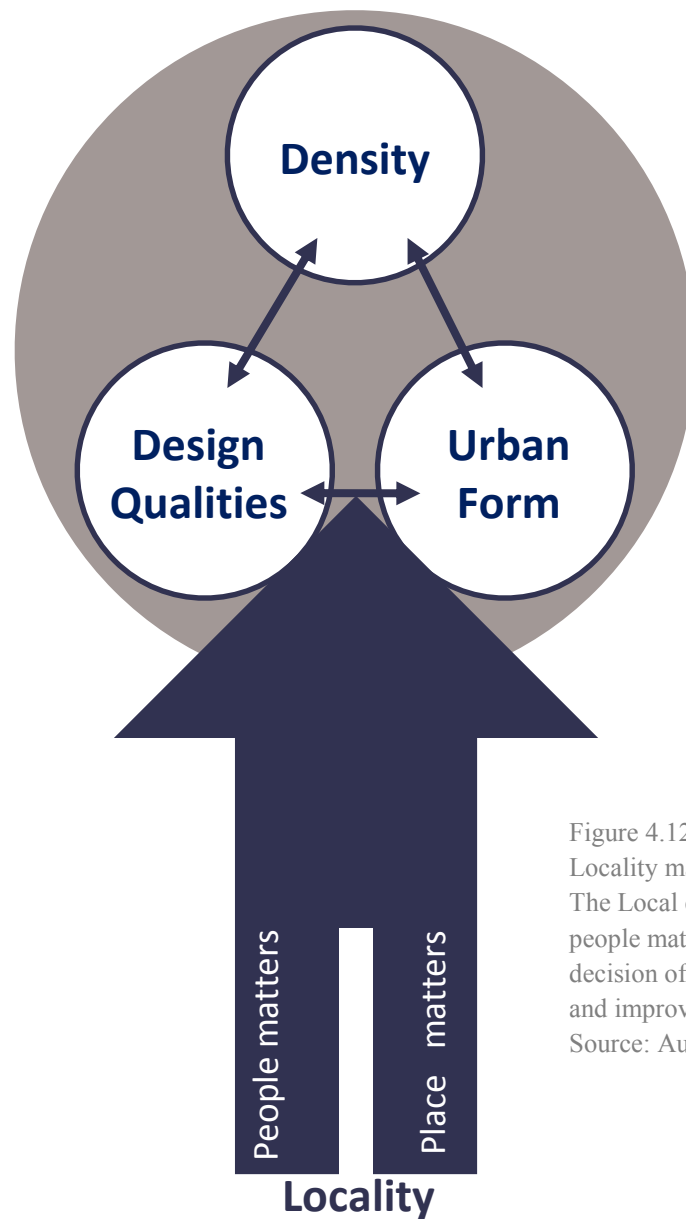 Density
Design
Qualities
Urban
Form
People matters
Place matters
Locality
Figure 4.12
Locality m
The Local
people mat
decision of
and improv
Source: Au